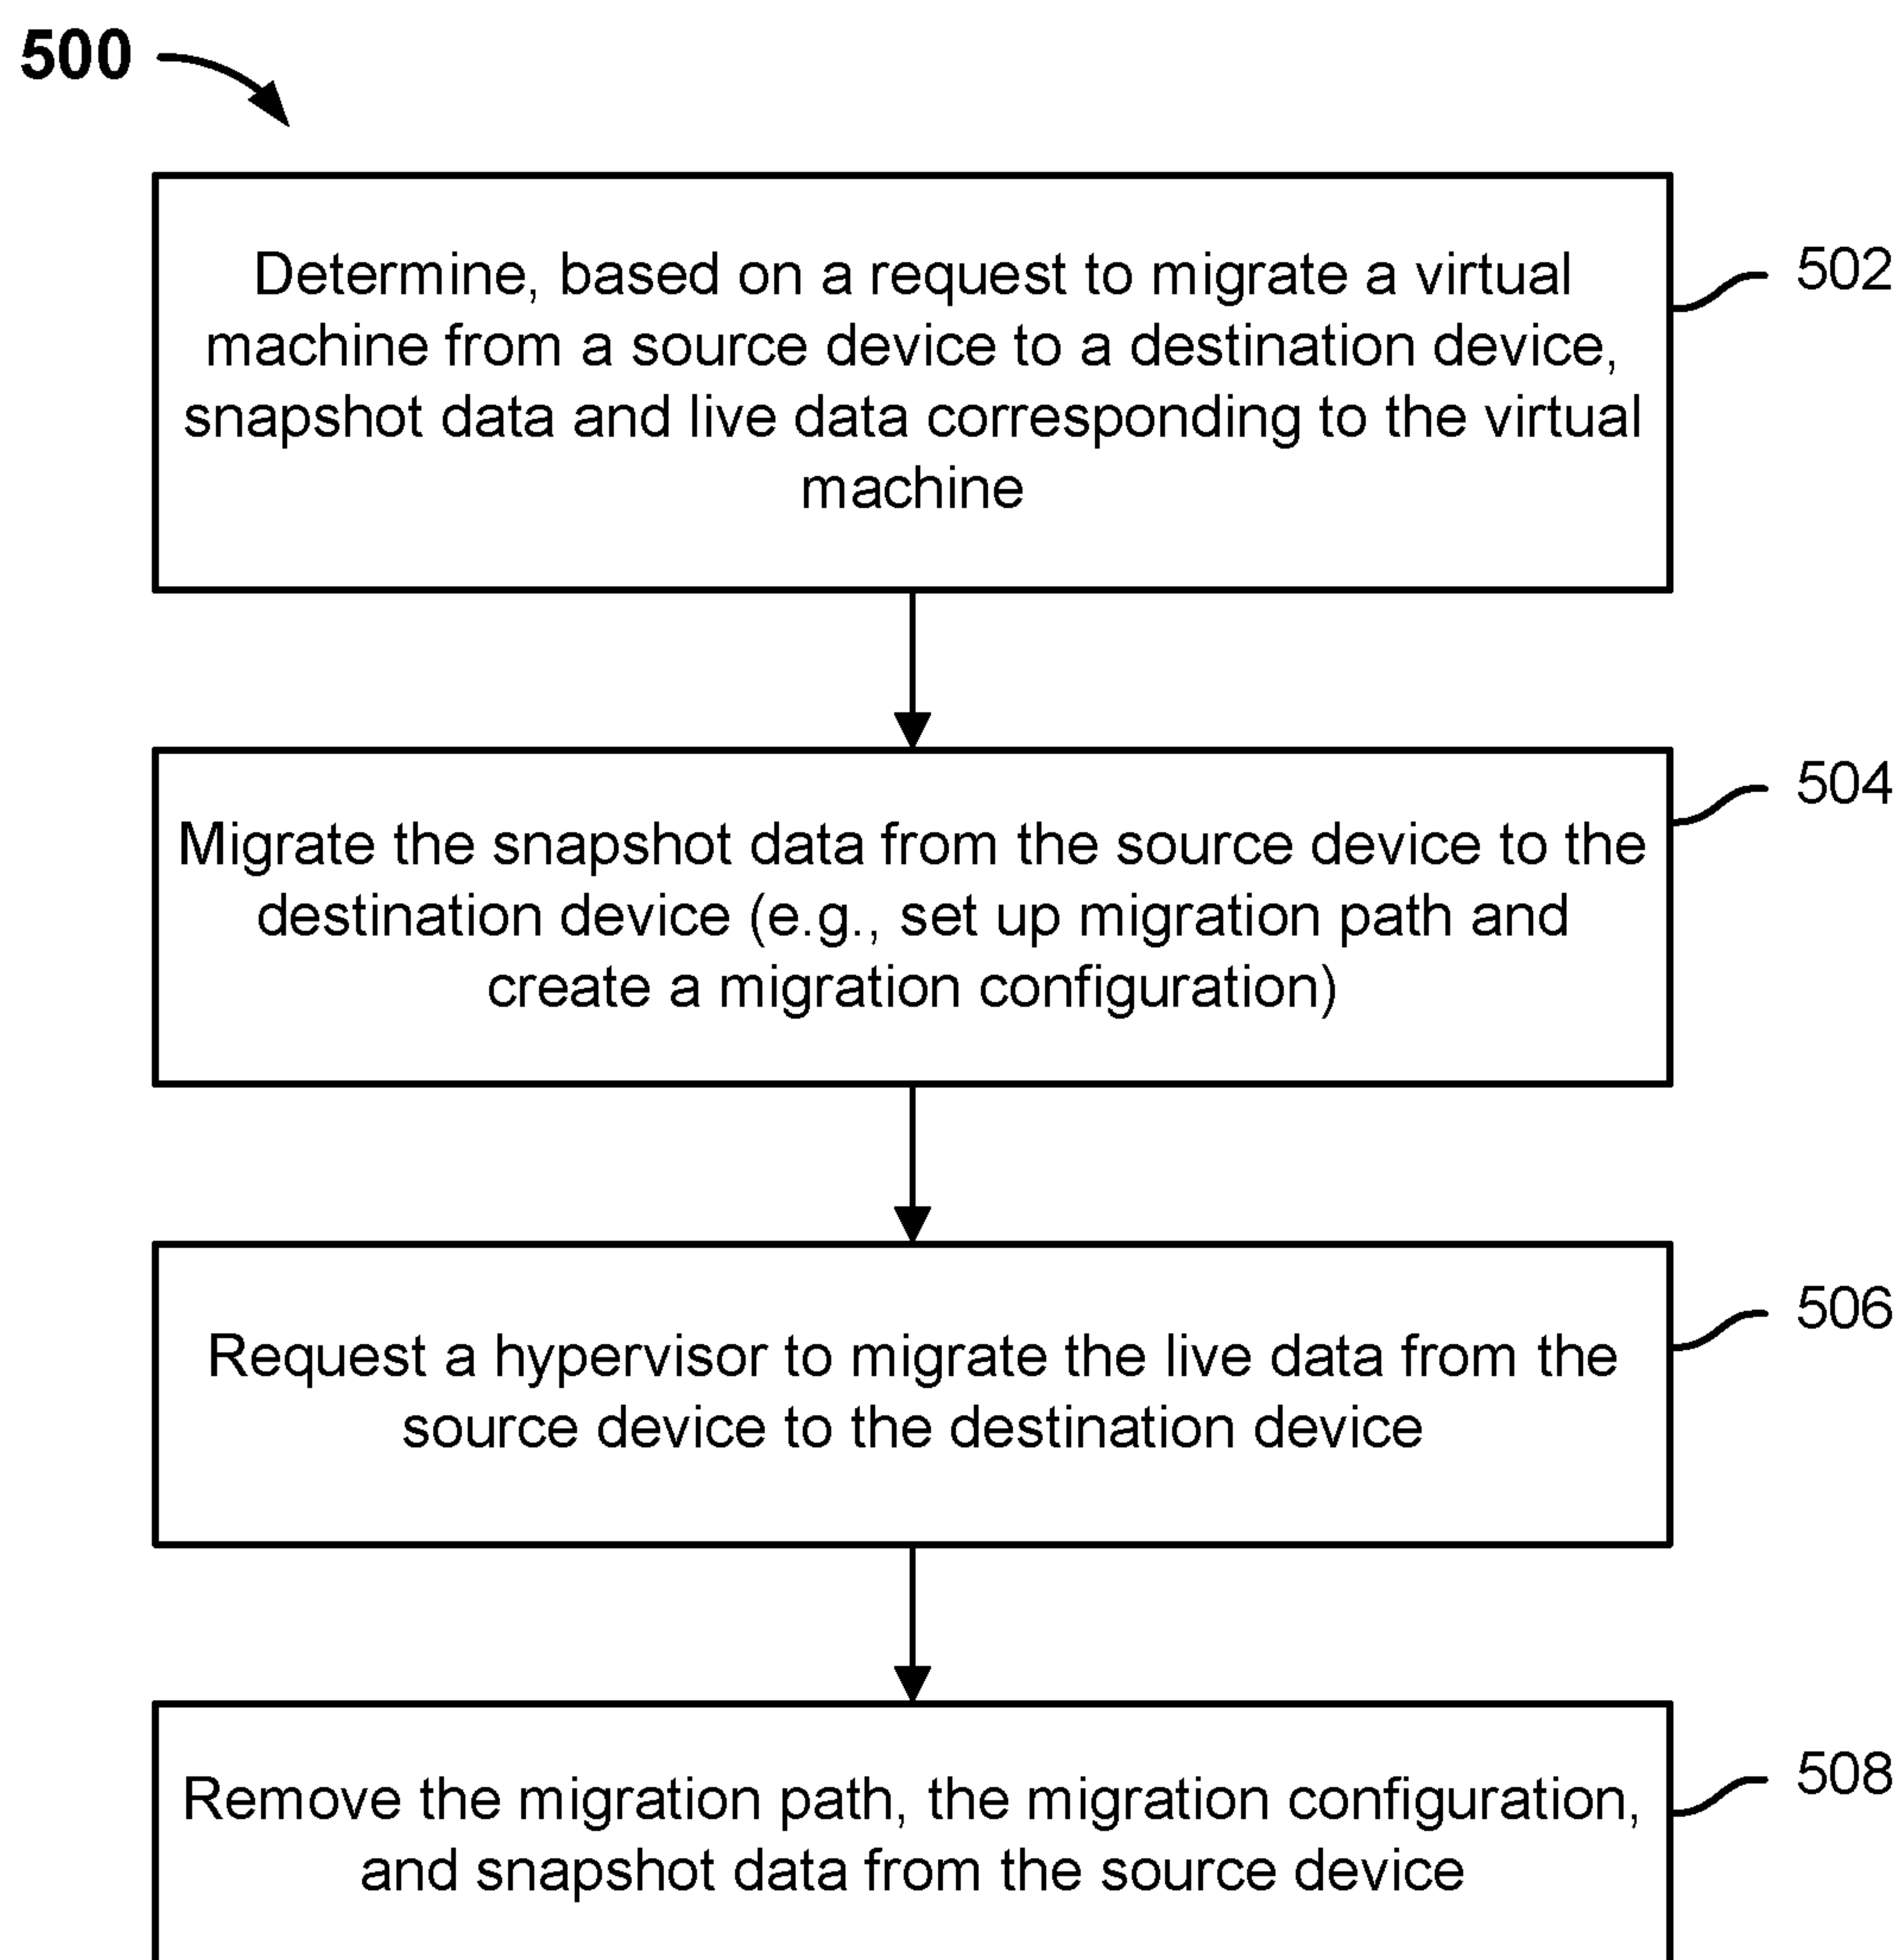 500
Determine, based on a request to migrate a virtual
machine from a source device to a destination device,
snapshot data and live data corresponding to the virtual
machine
502
Migrate the snapshot data from the source device to the
destination device (e.g., set up migration path and
create a migration configuration)
504
Request a hypervisor to migrate the live data from the
source device to the destination device
506
Remove the migration path, the migration configuration,
and snapshot data from the source device
508